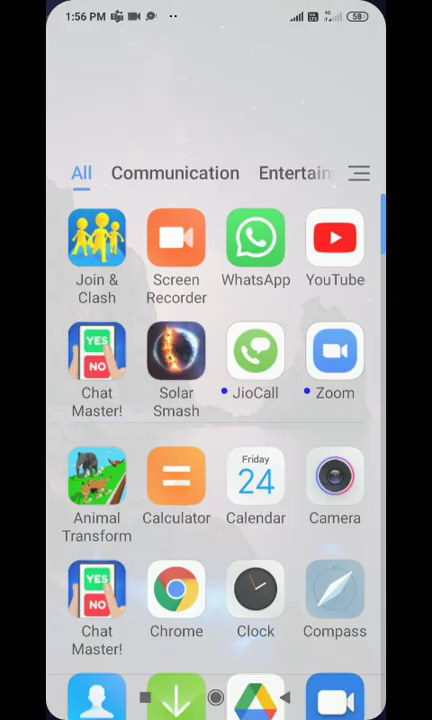 1:56 PM
58
All Communication Entertain
Join & Clash
Screen Recorder
WhatsApp
YouTube
YES
NO
Chat Master!
Solar Smash
JioCall
Zoom
Animal Transform
Calculator
Friday
24
Calendar
Camera
YES
NO
Chat Master!
Chrome
Clock
Compass